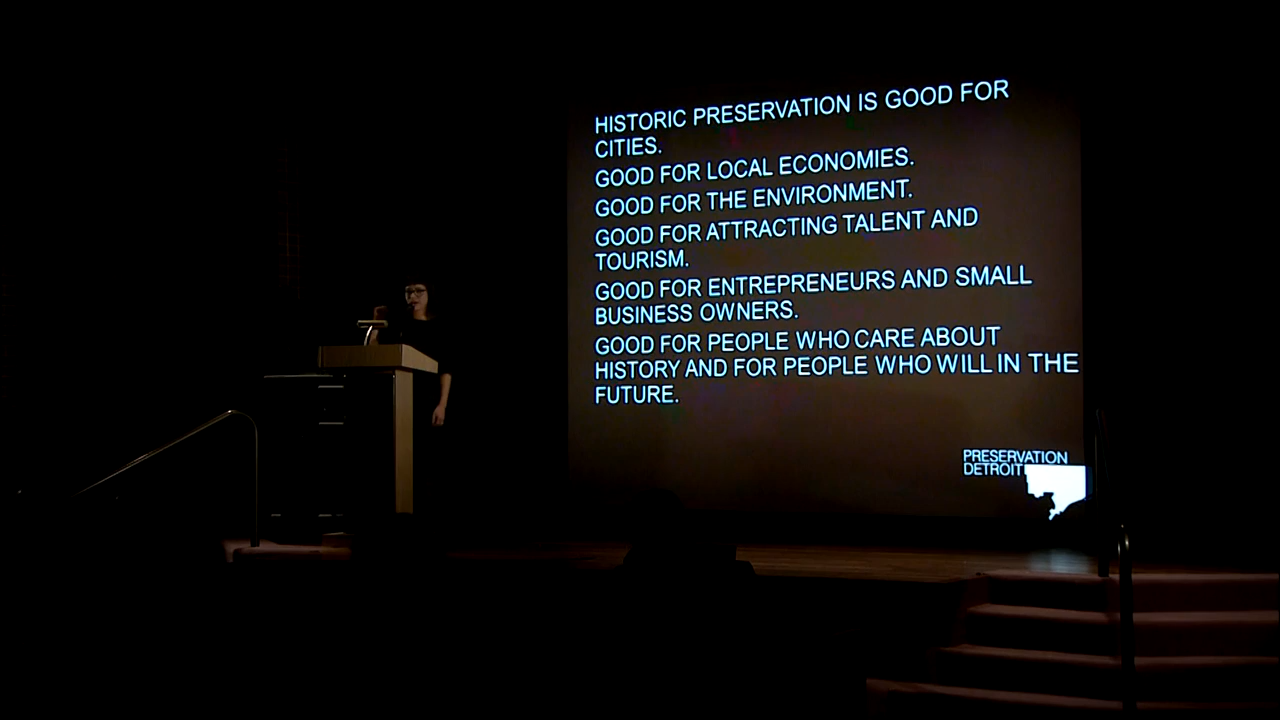 HISTORIC PRESERVATION IS GOOD FOR
CITIES.
GOOD FOR LOCAL ECONOMIES.
GOOD FOR THE ENVIRONMENT.
GOOD FOR ATTRACTING TALENT AND
TOURISM.
GOOD FOR ENTREPRENEURS AND SMALL
BUSINESS OWNERS.
GOOD FOR PEOPLE WHO CARE ABOUT
HISTORY AND FOR PEOPLE WHO WILL IN THE
FUTURE.
PRESERVATION
DETROIT